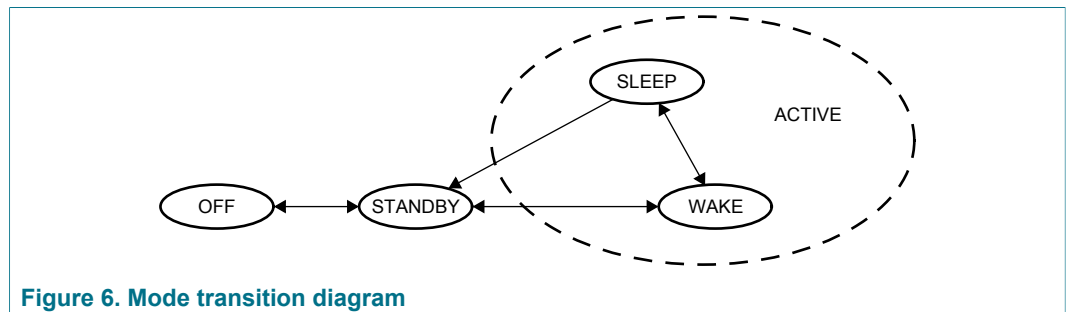 SLEEP
ACTIVE
OFF
STANDBY
WAKE
Figure 6. Mode transition diagram